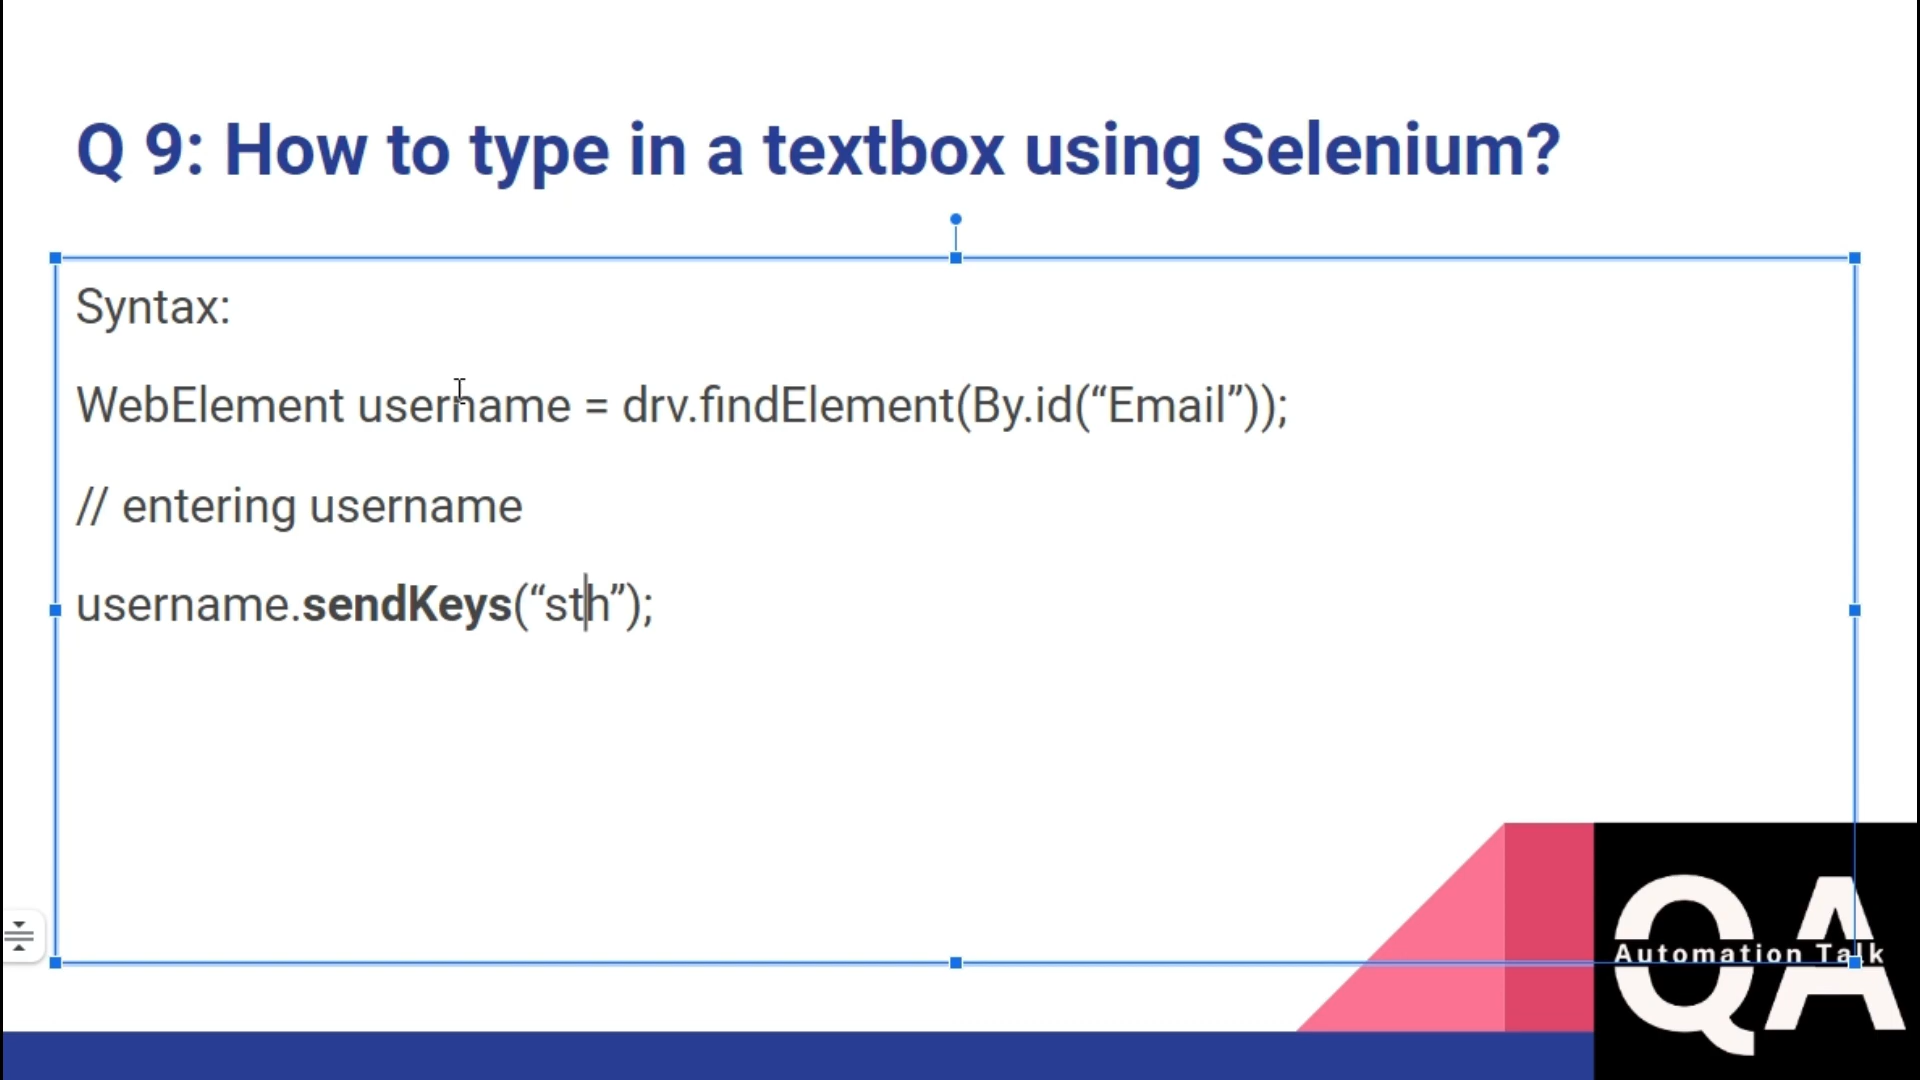 Q 9: How to type in a textbox using Selenium?
Syntax:
WebElement username = drv.findElement(By.id(“Email”));
// entering username
username.sendKeys(“sth”);
QA
Automation Talk